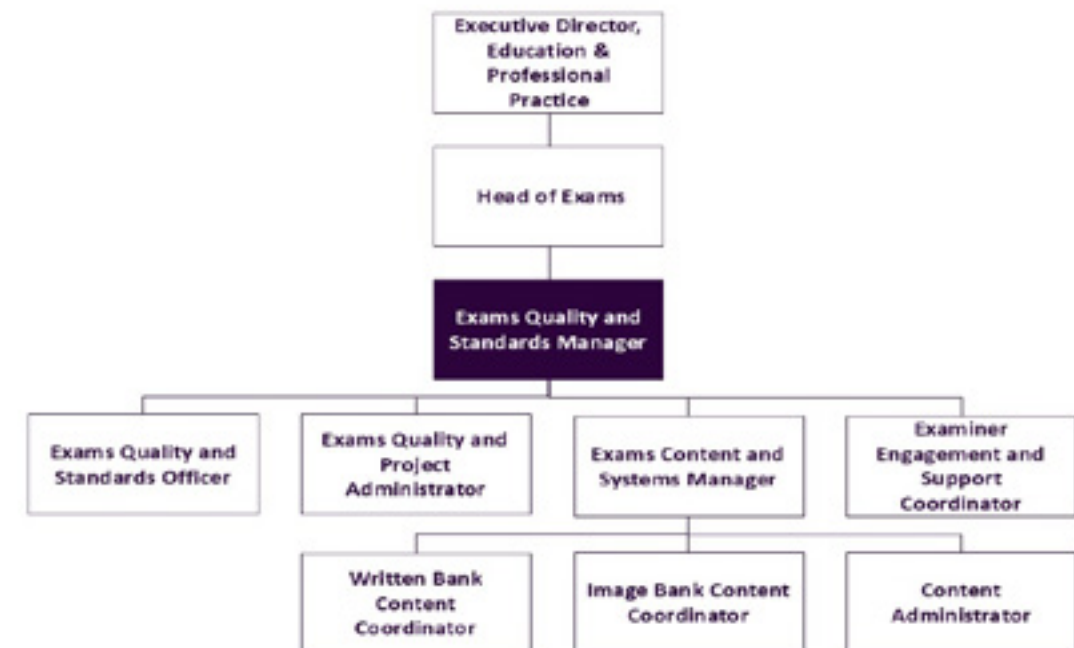 Executive Director,
Education &
Professional
Practice
Head of Exams
Exams Quality and
Standards Manager
Exams Quality and
Standards Officer
Exams Quality and
Project
Administrator
Exams Content and
Systems Manager
Examiner
Engagement and
Support
Coordinator
Written Bank
Content
Coordinator
Image Bank Content
Coordinator
Content
Administrator